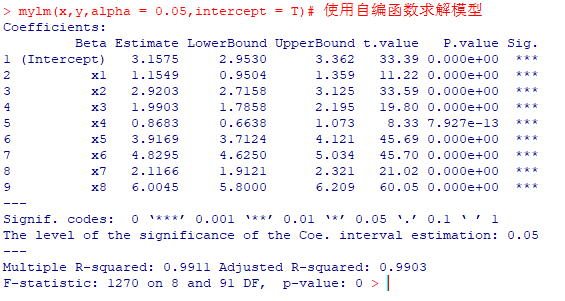 > mylm(x,y,alpha = 0.05,intercept = T)# 使用自编函数求解模型
Coefficients:
Beta Estimate LowerBound UpperBound t.value P.value Sig.
1 (Intercept) 3.1575 2.9530 3.362 33.39 0.000e+00 ***
2 x1 1.1549 0.9504 1.359 11.22 0.000e+00 ***
3 x2 2.9203 2.7158 3.125 33.59 0.000e+00 ***
4 x3 1.9903 1.7858 2.195 19.80 0.000e+00 ***
5 x4 0.8683 0.6638 1.073 8.33 7.927e-13 ***
6 x5 3.9169 3.7124 4.121 45.69 0.000e+00 ***
7 x6 4.8295 4.6250 5.034 45.70 0.000e+00 ***
8 x7 2.1166 1.9121 2.321 21.02 0.000e+00 ***
9 x8 6.0045 5.8000 6.209 60.05 0.000e+00 ***
---
Signif. codes: 0 ‘***’ 0.001 ‘**’ 0.01 ‘*’ 0.05 ‘.’ 0.1 ‘ ’ 1
The level of the significance of the Coe. interval estimation: 0.05
---
Multiple R-squared: 0.9911 Adjusted R-squared: 0.9903
F-statistic: 1270 on 8 and 91 DF, p-value: 0 >